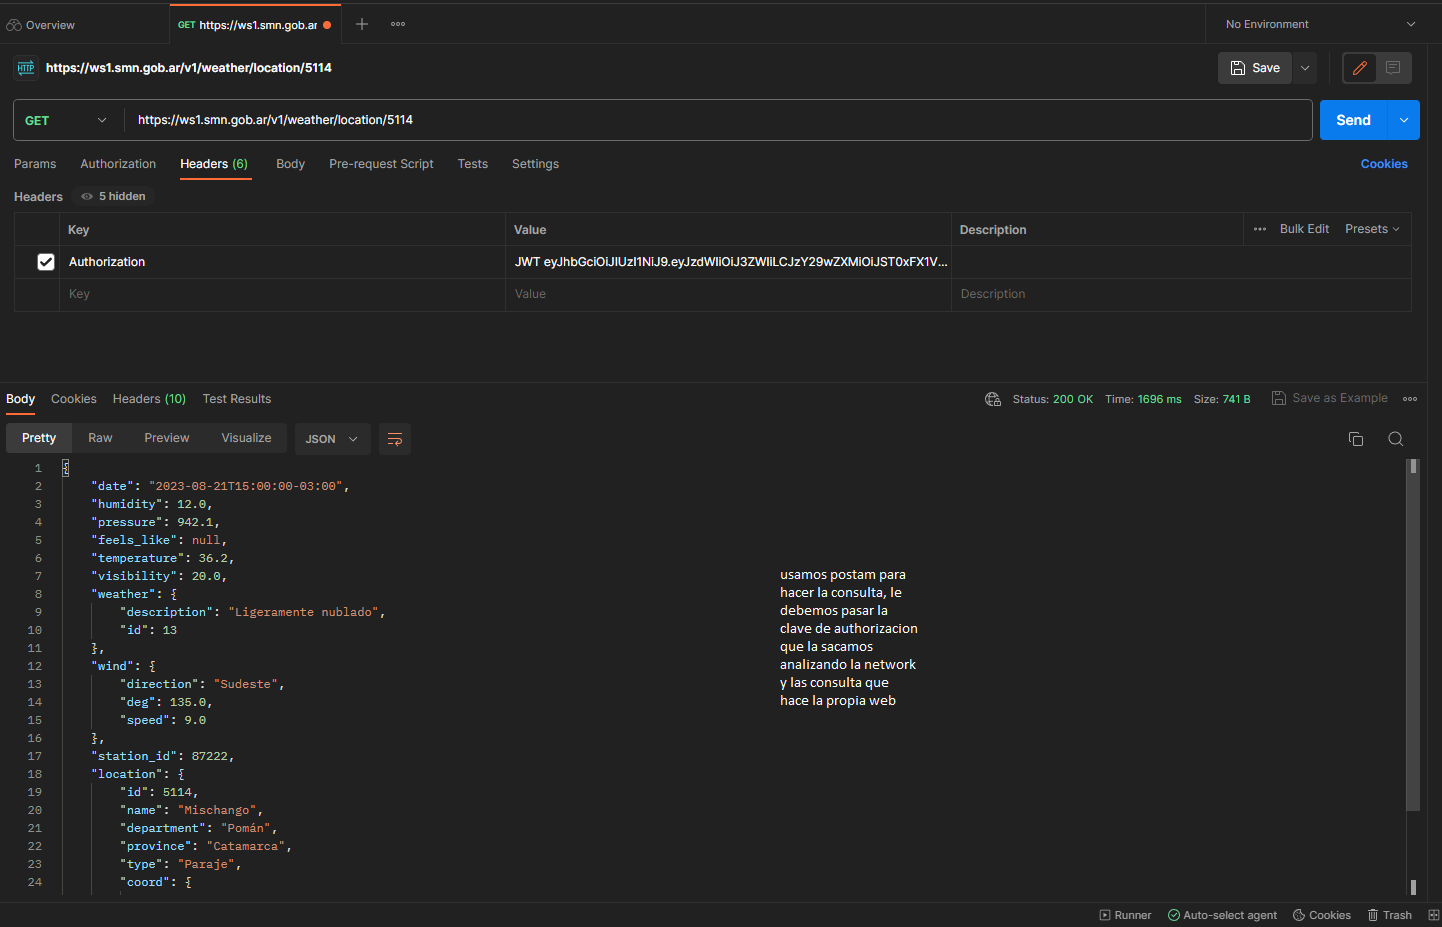 Overview
GET https://ws1.smn.gob.ar
No Environment
HTTP https://ws1.smn.gob.ar/v1/weather/location/5114
Save
GET https://ws1.smn.gob.ar/v1/weather/location/5114
Send
Params Authorization Headers (6) Body Pre-request Script Tests Settings Cookies
Headers 5 hidden
Key Value Description Bulk Edit Presets
Authorization JWT eyJhbGciOiJIUzI1NiJ9.eyJzdWIiOiJ3ZWIiLCJzY29wZXMiOiJST0xFX1V...
Key Value Description
Body Cookies Headers (10) Test Results Status: 200 OK Time: 1696 ms Size: 741 B Save as Example
Pretty Raw Preview Visualize JSON
1 {
2 "date": "2023-08-21T15:00:00-03:00",
3 "humidity": 12.0,
4 "pressure": 942.1,
5 "feels_like": null,
6 "temperature": 36.2,
7 "visibility": 20.0,
8 "weather": {
9 "description": "Ligeramente nublado",
10 "id": 13
11 },
12 "wind": {
13 "direction": "Sudeste",
14 "deg": 135.0,
15 "speed": 9.0
16 },
17 "station_id": 87222,
18 "location": {
19 "id": 5114,
20 "name": "Mischango",
21 "department": "Pomán",
22 "province": "Catamarca",
23 "type": "Paraje",
24 "coord": {
usamos postam para
hacer la consulta, le
debemos pasar la
clave de authorizacion
que la sacamos
analizando la network
y las consulta que
hace la propia web
Runner Auto-select agent Cookies Trash